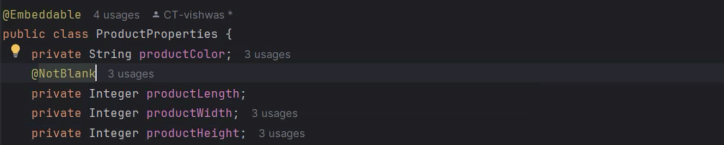 @Embeddable 4 usages CT-vishwas *
public class ProductProperties {
private String productColor; 3 usages
@NotBlank 3 usages
private Integer productLength;
private Integer productWidth; 3 usages
private Integer productHeight; 3 usages